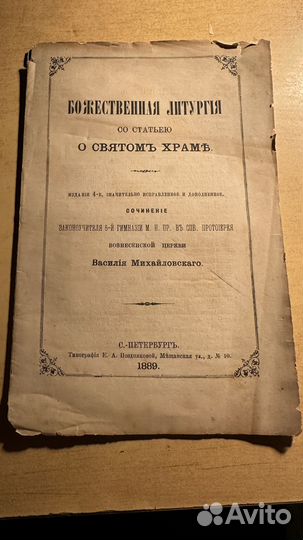 БОЖЕСТВЕННАЯ ЛИТУРГІЯ
СО СТАТЬЕЮ
О СВЯТОМЪ ХРАМѢ.
ИЗДАНІЕ 4-Е, ЗНАЧИТЕЛЬНО ИСПРАВЛЕННОЕ И ДОПОЛНЕННОЕ.
СОЧИНЕНІЕ
ЗАКОНОУЧИТЕЛЯ 5-Й ГИМНАЗІИ М. Н. ПР. ВЪ СПБ. ПРОТОІЕРЕЯ
ВОЗНЕСЕНСКОЙ ЦЕРКВИ
Василія Михайловскаго.
С.-ПЕТЕРБУРГЪ.
Типографія Е. А. Поздняковой, Мѣщанская ул., д. № 10.
1889.
Avito